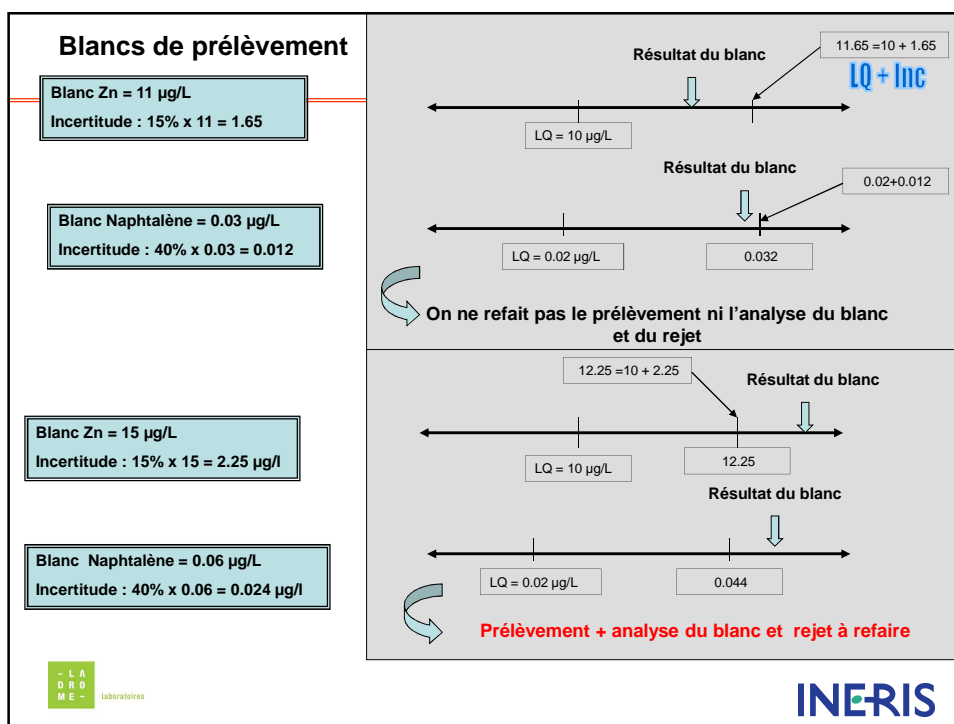 Blancs de prélèvement
Blanc Zn = 11 µg/L
Incertitude : 15% x 11 = 1.65
Résultat du blanc
11.65 =10 + 1.65
LQ + Inc
LQ = 10 µg/L
Blanc Naphtalène = 0.03 µg/L
Incertitude : 40% x 0.03 = 0.012
Résultat du blanc
0.02+0.012
LQ = 0.02 µg/L
0.032
On ne refait pas le prélèvement ni l'analyse du blanc
et du rejet
Blanc Zn = 15 µg/L
Incertitude : 15% x 15 = 2.25 µg/l
12.25 =10 + 2.25
Résultat du blanc
LQ = 10 µg/L
12.25
Blanc  Naphtalène = 0.06 µg/L
Incertitude : 40% x 0.06 = 0.024 µg/l
Résultat du blanc
LQ = 0.02 µg/L
0.044
Prélèvement + analyse du blanc et  rejet à refaire
– L A
D R O
M E –
laboratoires
INERIS